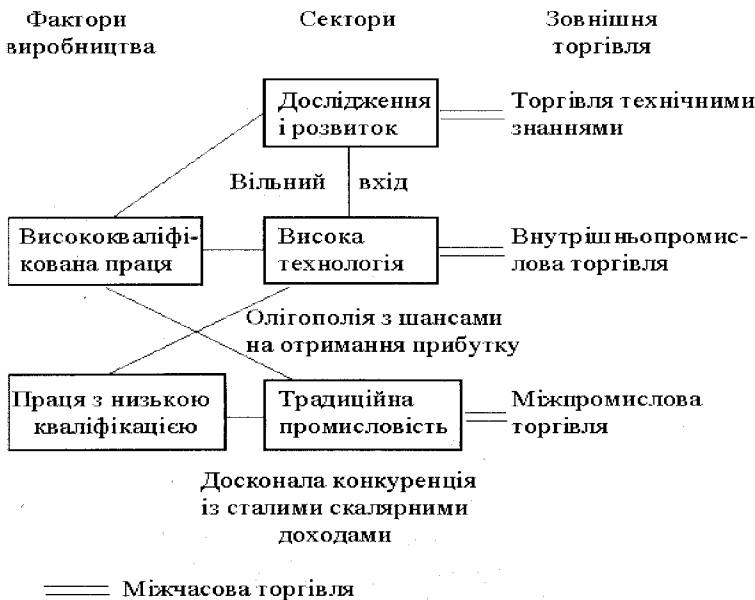 Фактори
виробництва
Сектори
Зовнішня
торгівля
Дослідження
і розвиток
Торгівля технічними
знаннями
Вільний вхід
Висококваліфі-
кована праця
Висока
технологія
Внутрішньопромис-
лова торгівля
Олігополія з шансами
на отримання прибутку
Праця з низькою
кваліфікацією
Традиційна
промисловість
Міжпромислова
торгівля
Досконала конкуренція
із сталими скалярними
доходами
Міжчасова торгівля